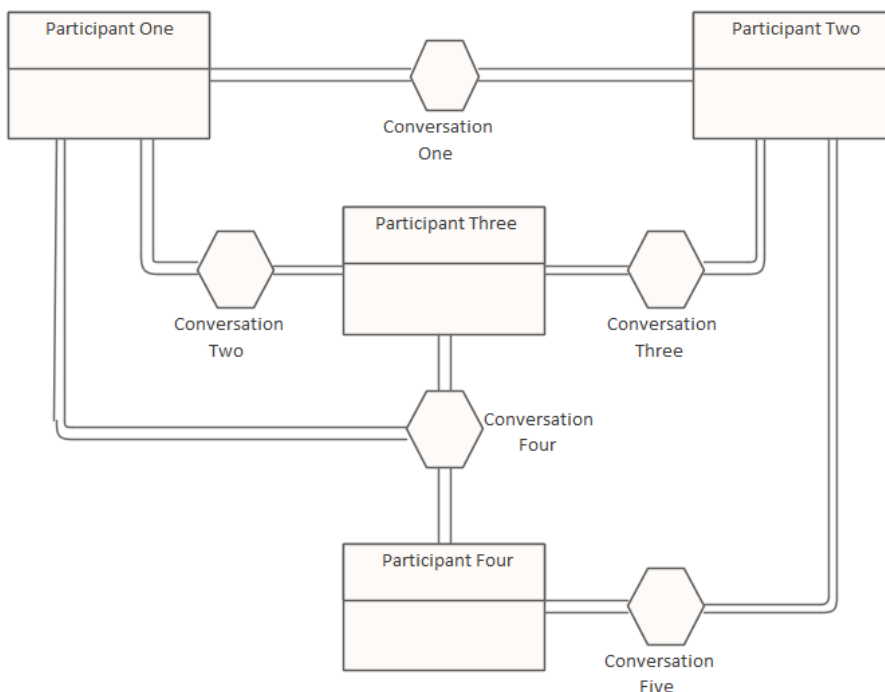 Participant One
Participant Two
Conversation
One
Participant Three
Conversation
Two
Conversation
Three
Conversation
Four
Participant Four
Conversation
Five